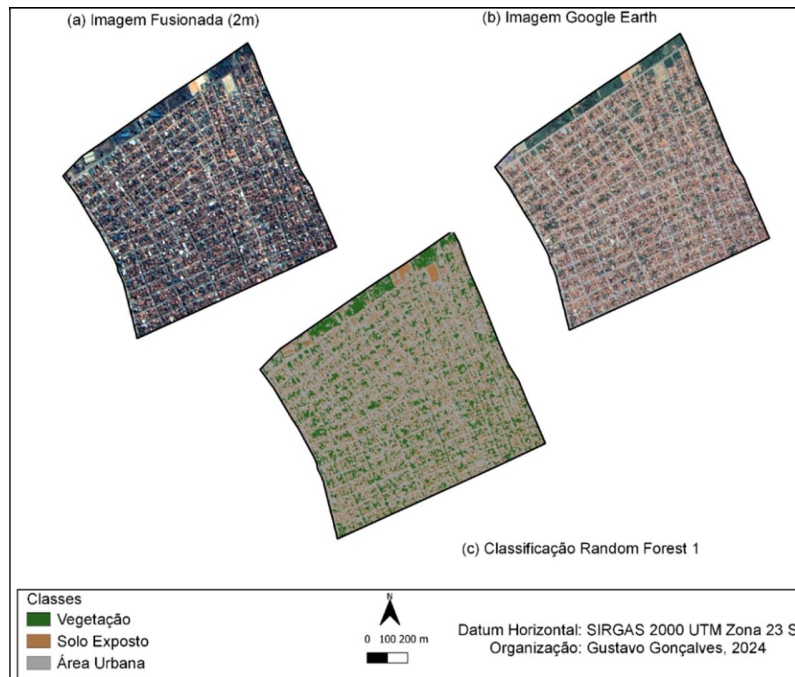 (a) Imagem Fusionada (2m)
(b) Imagem Google Earth
(c) Classificação Random Forest 1
Classes
Vegetação
Solo Exposto
Área Urbana
N
0 100 200 m
Datum Horizontal: SIRGAS 2000 UTM Zona 23 S
Organização: Gustavo Gonçalves, 2024